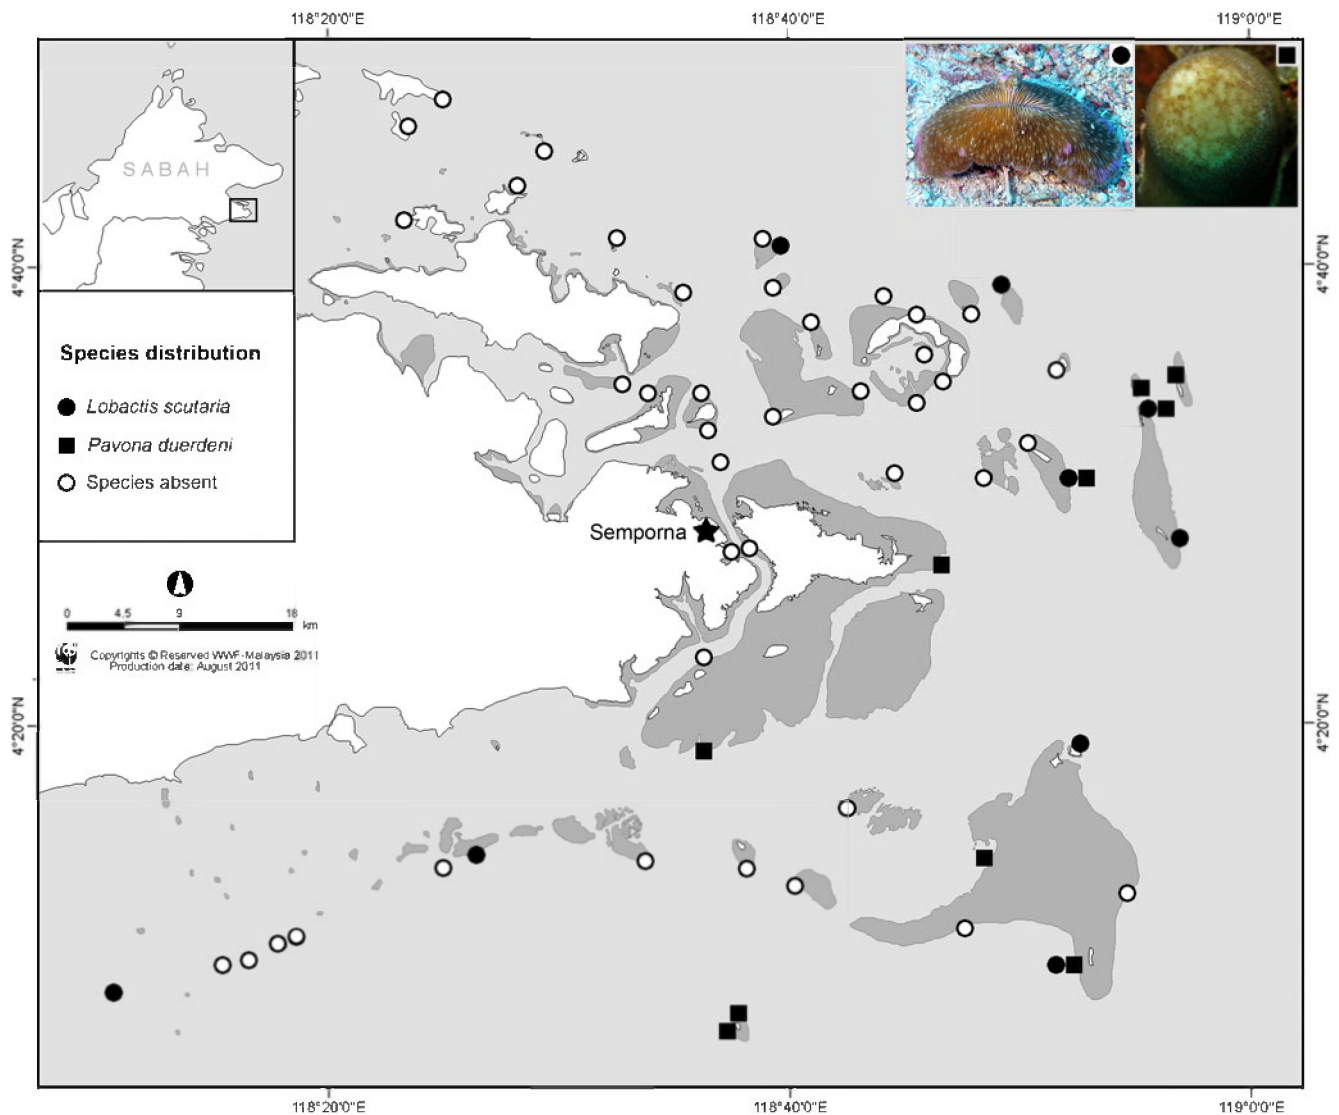 118°20'0"E 118°40'0"E 119°0'0"E
SABAH
4°40'0"N 4°40'0"N
Species distribution
Lobactis scutaria
Pavona duerdeni
Species absent
Semporna
0 4.5 9 18
km
Copyrights © Reserved WWF-Malaysia 2011
Production date: August 2011
4°20'0"N 4°20'0"N
118°20'0"E 118°40'0"E 119°0'0"E